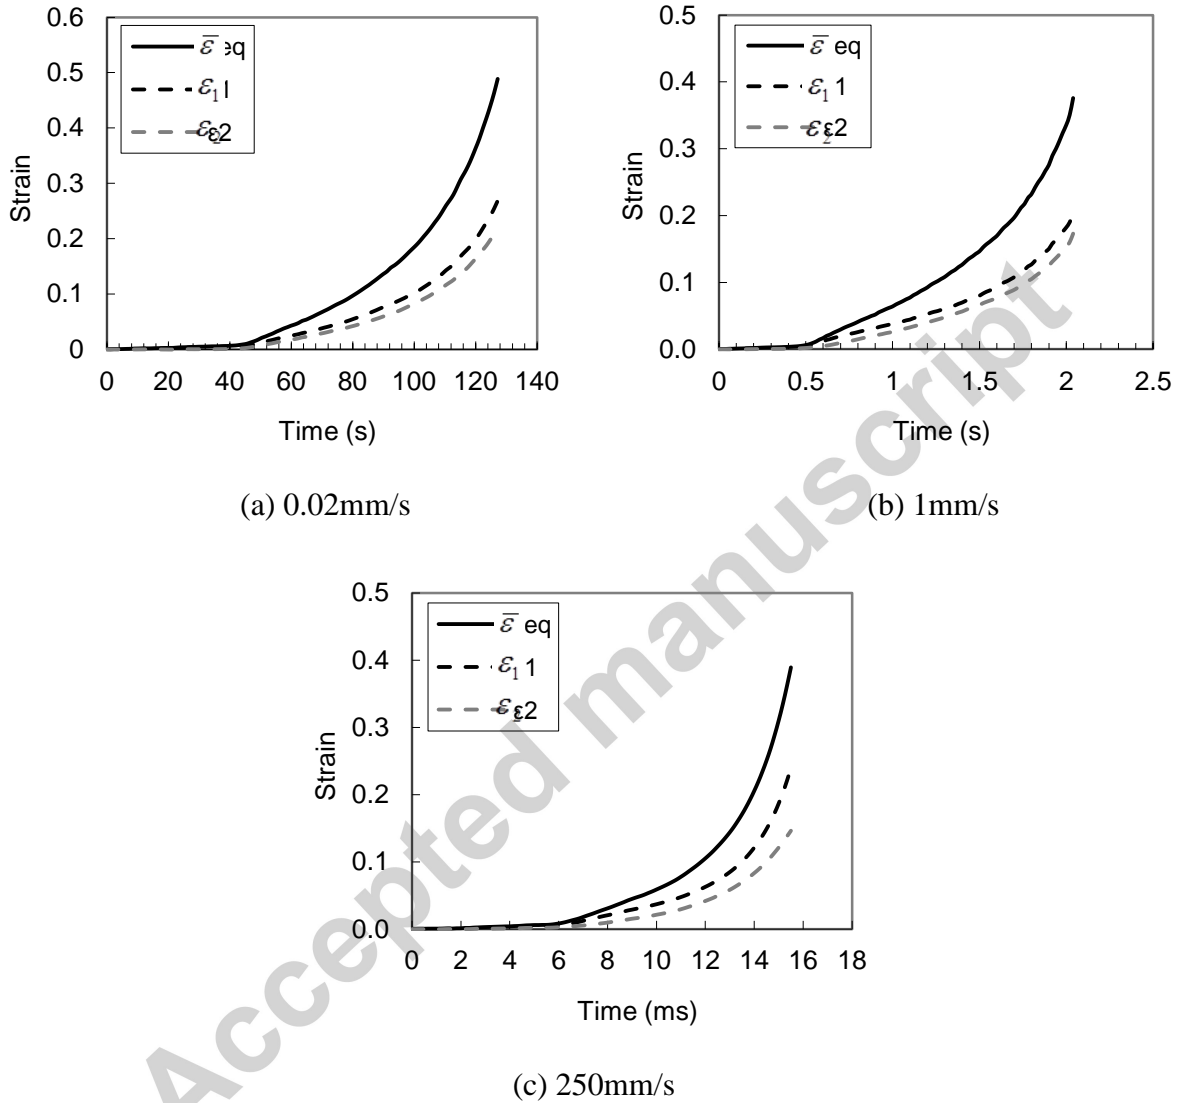 0.6
0.5
0.4
0.3
0.2
0.1
0
Strain
ε̅ eq
ε₁ 1
ε₂ ε2
0 20 40 60 80 100 120 140
Time (s)
(a) 0.02mm/s
0.5
0.4
0.3
0.2
0.1
0.0
Strain
ε̅ eq
ε₁ 1
ε₂ ε2
0 0.5 1 1.5 2 2.5
Time (s)
(b) 1mm/s
0.5
0.4
0.3
0.2
0.1
0.0
Strain
ε̅ eq
ε₁ 1
ε₂ ε2
0 2 4 6 8 10 12 14 16 18
Time (ms)
(c) 250mm/s
Accepted manuscript